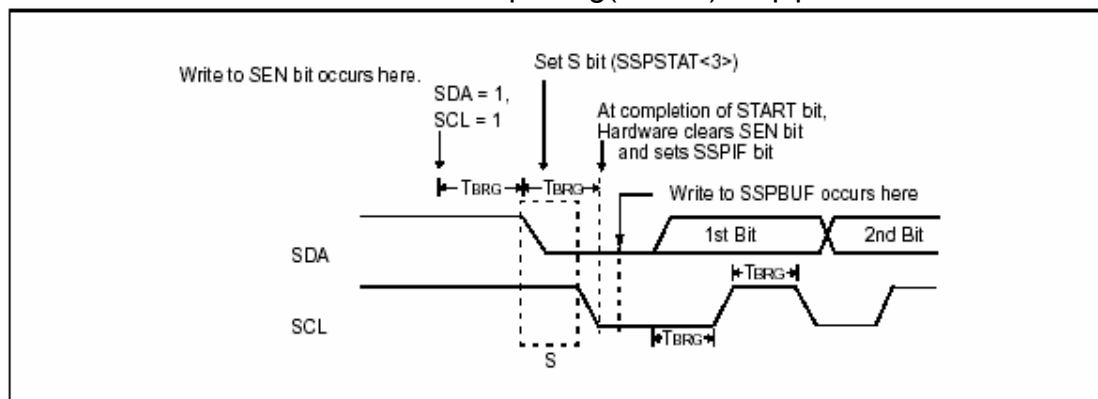 Write to SEN bit occurs here.
SDA = 1,
SCL = 1
Set S bit (SSPSTAT<3>)
At completion of START bit,
Hardware clears SEN bit
and sets SSPIF bit
TBRG
TBRG
Write to SSPBUF occurs here
SDA
1st Bit
2nd Bit
TBRG
SCL
TBRG
S